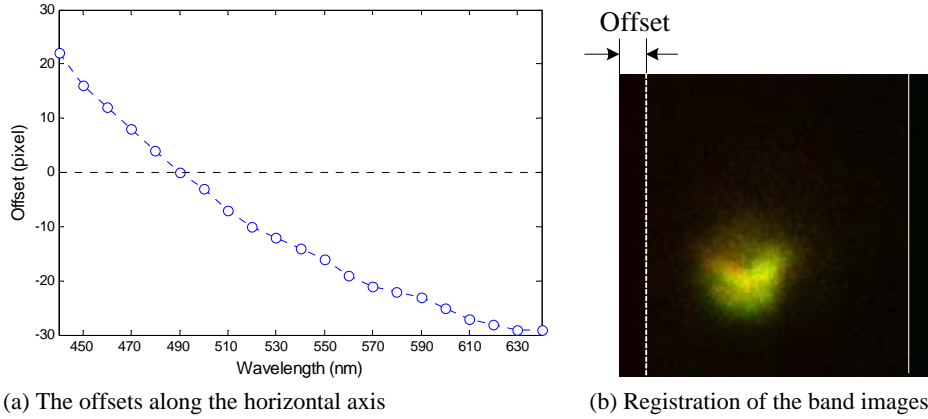 30
20
10
0
-10
-20
-30
450 470 490 510 530 550 570 590 610 630
Offset (pixel)
Wavelength (nm)
(a) The offsets along the horizontal axis
Offset
(b) Registration of the band images